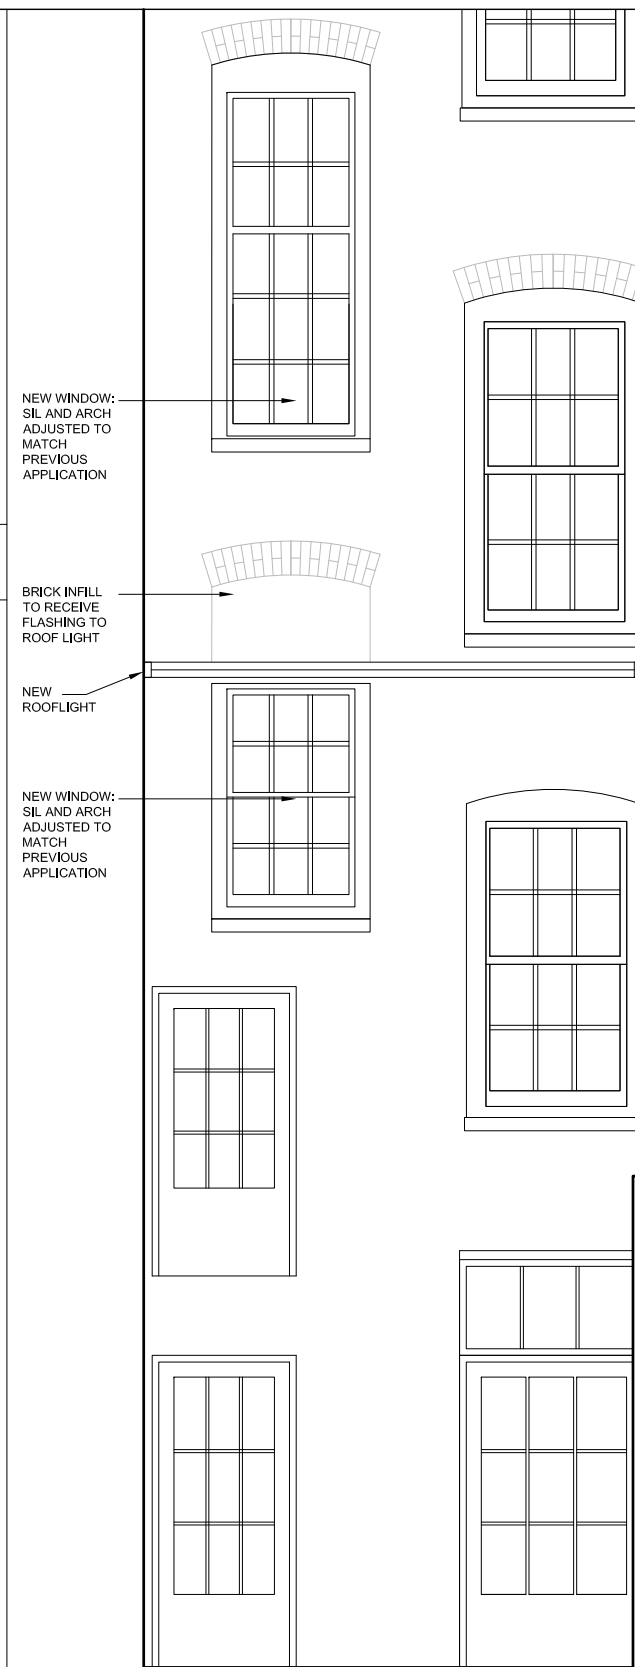 NEW WINDOW:
SIL AND ARCH
ADJUSTED TO
MATCH
PREVIOUS
APPLICATION
BRICK INFILL
TO RECEIVE
FLASHING TO
ROOF LIGHT
NEW
ROOFLIGHT
NEW WINDOW:
SIL AND ARCH
ADJUSTED TO
MATCH
PREVIOUS
APPLICATION